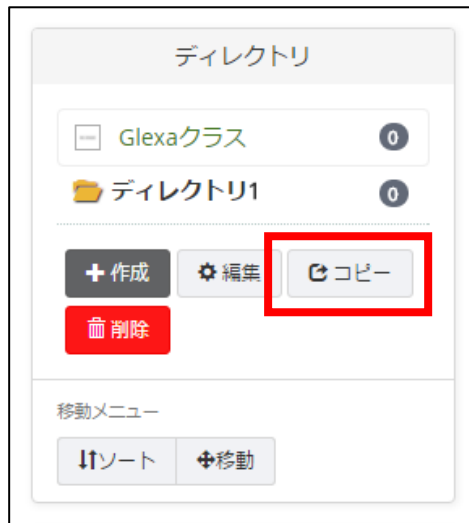 ディレクトリ
Glexaクラス 0
ディレクトリ1 0
作成 編集 コピー
削除
移動メニュー
ソート 移動